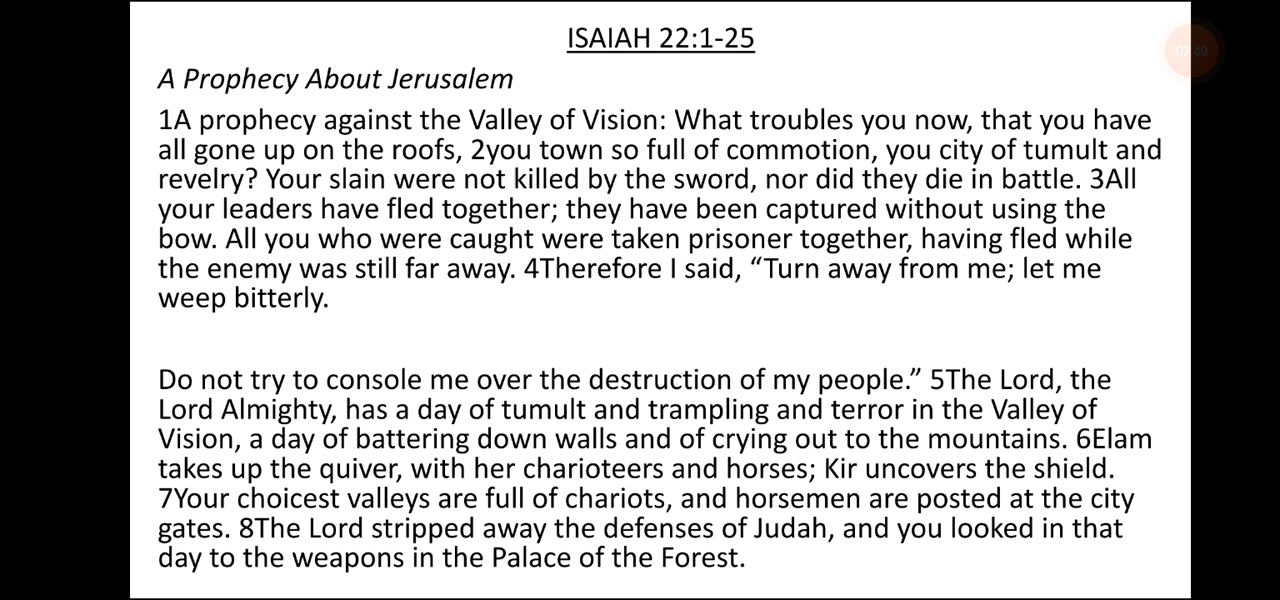 ISAIAH 22:1-25
07:49
A Prophecy About Jerusalem
1A prophecy against the Valley of Vision: What troubles you now, that you have
all gone up on the roofs, 2you town so full of commotion, you city of tumult and
revelry? Your slain were not killed by the sword, nor did they die in battle. 3All
your leaders have fled together; they have been captured without using the
bow. All you who were caught were taken prisoner together, having fled while
the enemy was still far away. 4Therefore I said, “Turn away from me; let me
weep bitterly.
Do not try to console me over the destruction of my people.” 5The Lord, the
Lord Almighty, has a day of tumult and trampling and terror in the Valley of
Vision, a day of battering down walls and of crying out to the mountains. 6Elam
takes up the quiver, with her charioteers and horses; Kir uncovers the shield.
7Your choicest valleys are full of chariots, and horsemen are posted at the city
gates. 8The Lord stripped away the defenses of Judah, and you looked in that
day to the weapons in the Palace of the Forest.